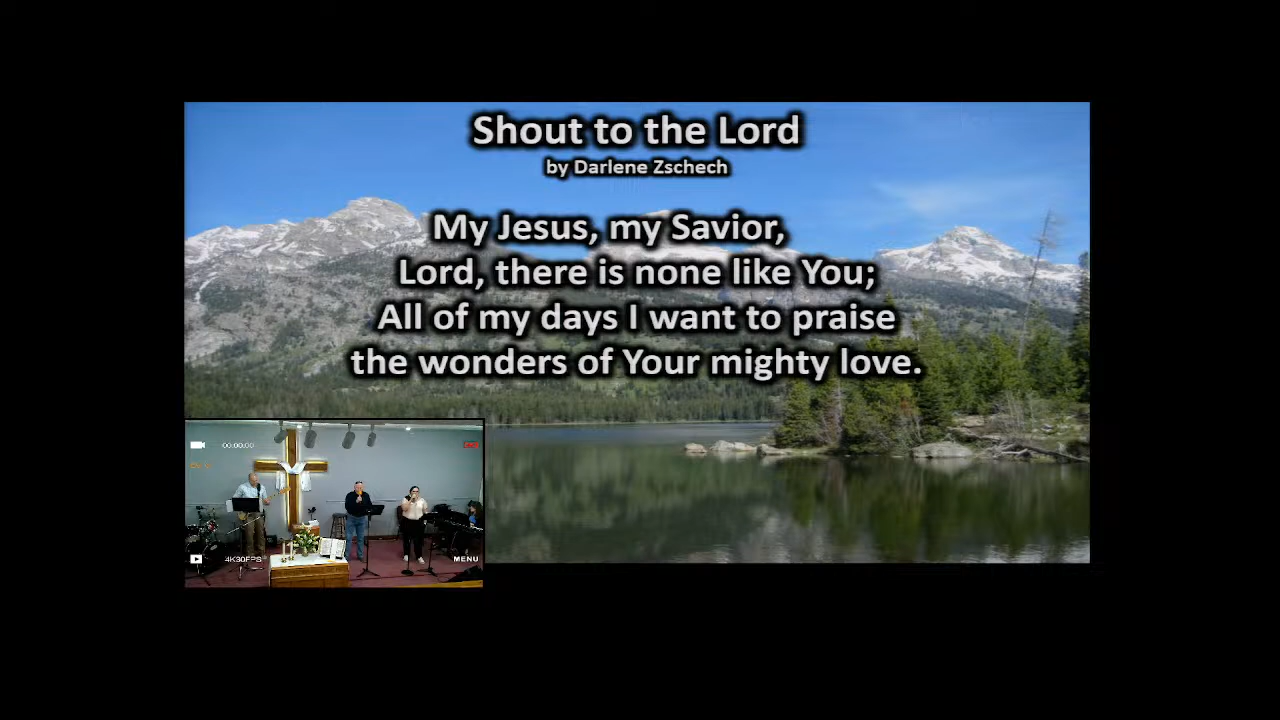 Shout to the Lord
by Darlene Zschech
My Jesus, my Savior,
Lord, there is none like You;
All of my days I want to praise
the wonders of Your mighty love.
00:00:00
4K30FPS
MENU